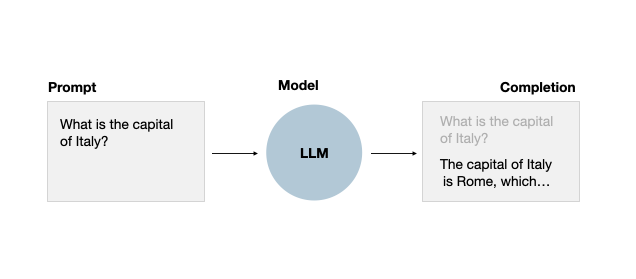 Prompt
Model
Completion
What is the capital
of Italy?
LLM
What is the capital
of Italy?
The capital of Italy
is Rome, which...